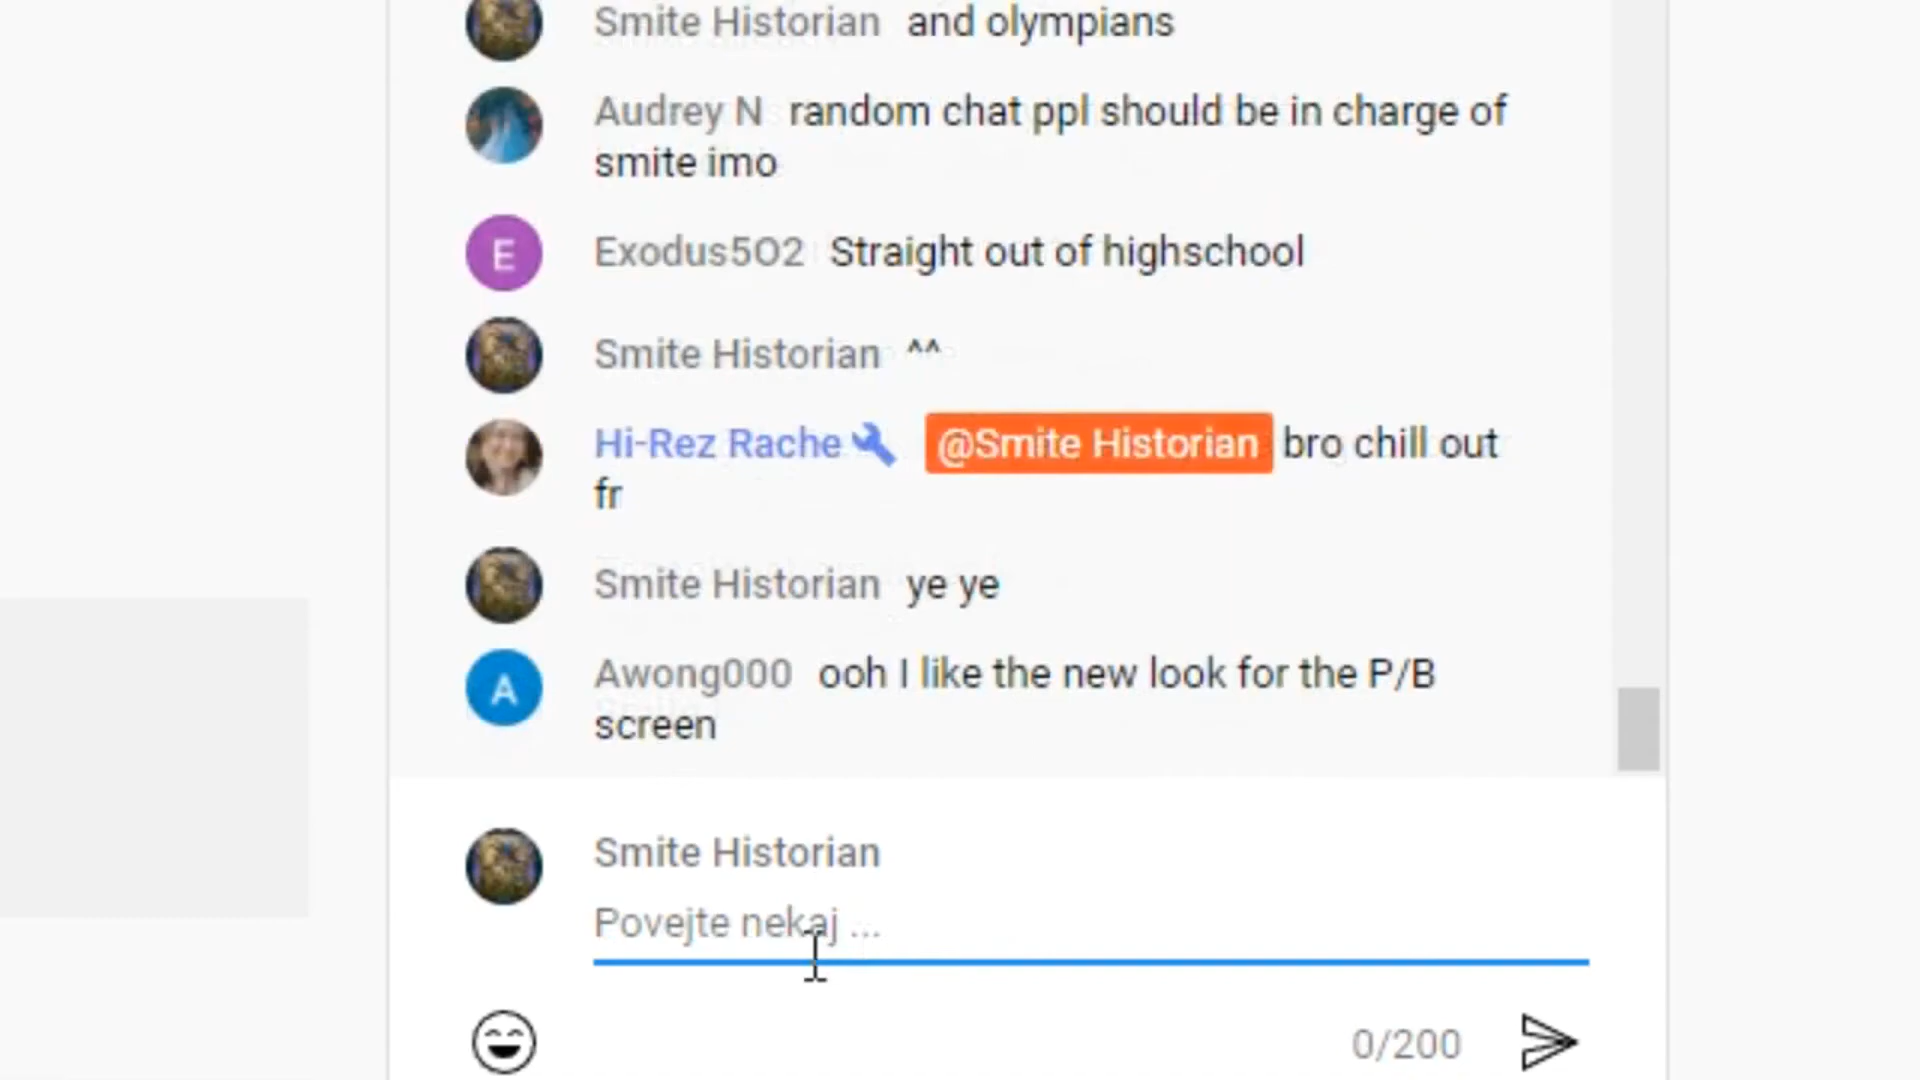 Smite Historian and olympians
Audrey N random chat ppl should be in charge of
smite imo
E
Exodus502 Straight out of highschool
Smite Historian ^^
Hi-Rez Rache @Smite Historian bro chill out
fr
Smite Historian ye ye
A
Awong000 ooh I like the new look for the P/B
screen
Smite Historian
Povejte nekaj ...
0/200